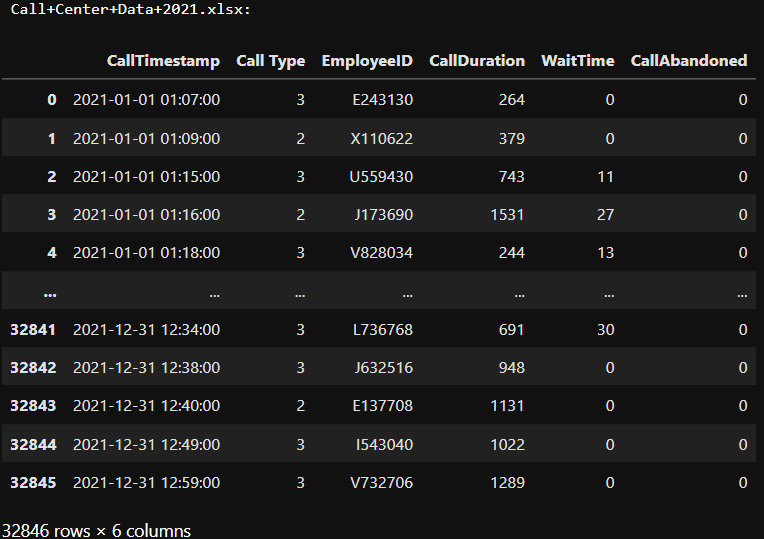 Call+Center+Data+2021.xlsx:
CallTimestamp Call Type EmployeeID CallDuration WaitTime CallAbandoned
0 2021-01-01 01:07:00 3 E243130 264 0 0
1 2021-01-01 01:09:00 2 X110622 379 0 0
2 2021-01-01 01:15:00 3 U559430 743 11 0
3 2021-01-01 01:16:00 2 J173690 1531 27 0
4 2021-01-01 01:18:00 3 V828034 244 13 0
... ... ... ... ... ... ...
32841 2021-12-31 12:34:00 3 L736768 691 30 0
32842 2021-12-31 12:38:00 3 J632516 948 0 0
32843 2021-12-31 12:40:00 2 E137708 1131 0 0
32844 2021-12-31 12:49:00 3 I543040 1022 0 0
32845 2021-12-31 12:59:00 3 V732706 1289 0 0
32846 rows × 6 columns